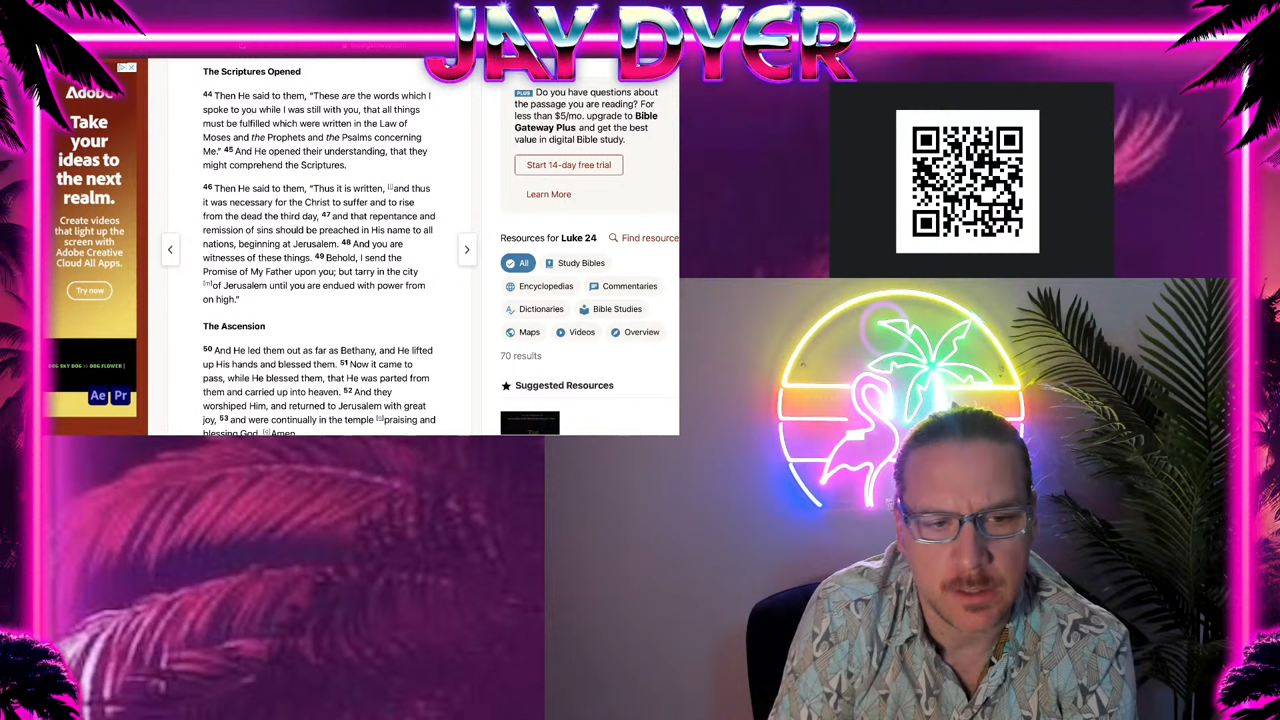 JAY DYER
Adobe
Take
your
ideas to
the next
realm.
Create videos
that light up the
screen with
Adobe Creative
Cloud All Apps.
Try now
DOG SKY DOG :: DOG FLOWER |
Ae Pr
The Scriptures Opened
44 Then He said to them, “These are the words which I
spoke to you while I was still with you, that all things
must be fulfilled which were written in the Law of
Moses and the Prophets and the Psalms concerning
Me.” 45 And He opened their understanding, that they
might comprehend the Scriptures.
46 Then He said to them, “Thus it is written, and thus
it was necessary for the Christ to suffer and to rise
from the dead the third day, 47 and that repentance and
remission of sins should be preached in His name to all
nations, beginning at Jerusalem. 48 And you are
witnesses of these things. 49 Behold, I send the
Promise of My Father upon you; but tarry in the city
[m]of Jerusalem until you are endued with power from
on high.”
The Ascension
50 And He led them out as far as Bethany, and He lifted
up His hands and blessed them. 51 Now it came to
pass, while He blessed them, that He was parted from
them and carried up into heaven. 52 And they
worshiped Him, and returned to Jerusalem with great
joy, 53 and were continually in the temple praising and
blessing God. Amen.
PLUS Do you have questions about
the passage you are reading? For
less than $5/mo. upgrade to Bible
Gateway Plus and get the best
value in digital Bible study.
Start 14-day free trial
Learn More
Resources for Luke 24
Find resource
All
Study Bibles
Encyclopedias
Commentaries
Dictionaries
Bible Studies
Maps
Videos
Overview
70 results
Suggested Resources